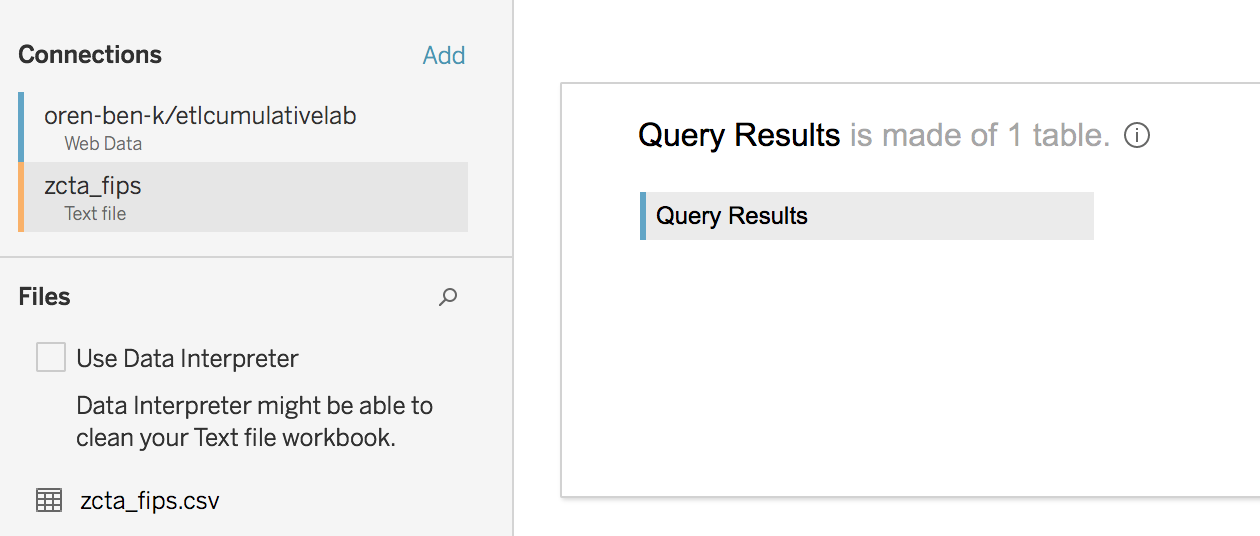 Connections Add
oren-ben-k/etlcumulativelab
Web Data
zcta_fips
Text file
Files
Use Data Interpreter
Data Interpreter might be able to
clean your Text file workbook.
zcta_fips.csv
Query Results is made of 1 table.
Query Results